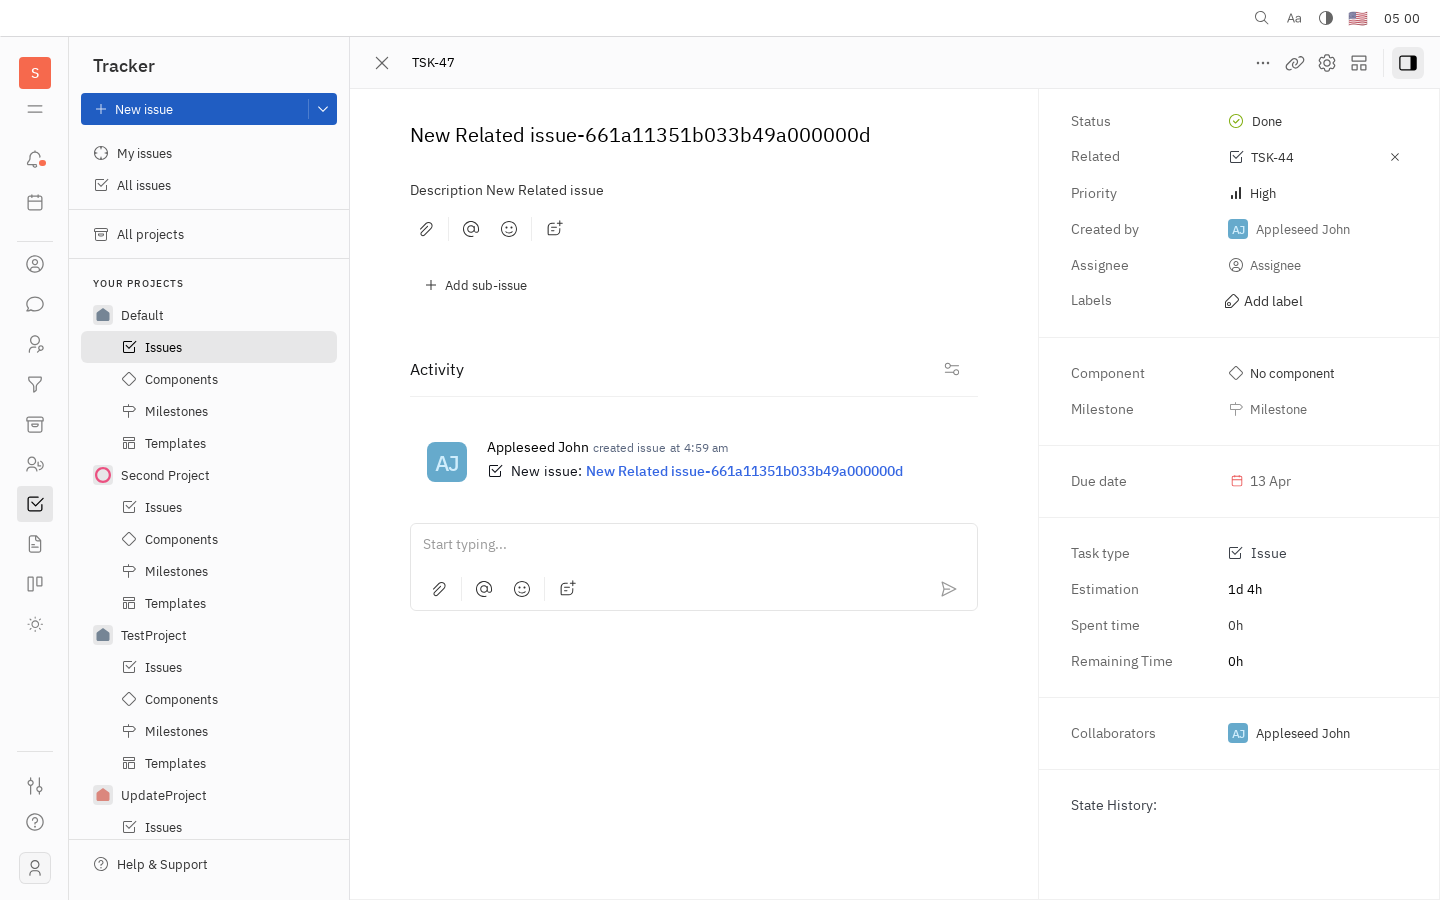 Aa
05 00
S
Tracker
New issue
My issues
All issues
All projects
YOUR PROJECTS
Default
Issues
Components
Milestones
Templates
Second Project
Issues
Components
Milestones
Templates
TestProject
Issues
Components
Milestones
Templates
UpdateProject
Issues
Help & Support
TSK-47
New Related issue-661a11351b033b49a000000d
Description New Related issue
Add sub-issue
Activity
AJ
Appleseed John created issue at 4:59 am
New issue: New Related issue-661a11351b033b49a000000d
Start typing...
Status Done
Related TSK-44
Priority High
Created by AJ Appleseed John
Assignee Assignee
Labels Add label
Component No component
Milestone Milestone
Due date 13 Apr
Task type Issue
Estimation 1d 4h
Spent time 0h
Remaining Time 0h
Collaborators AJ Appleseed John
State History: